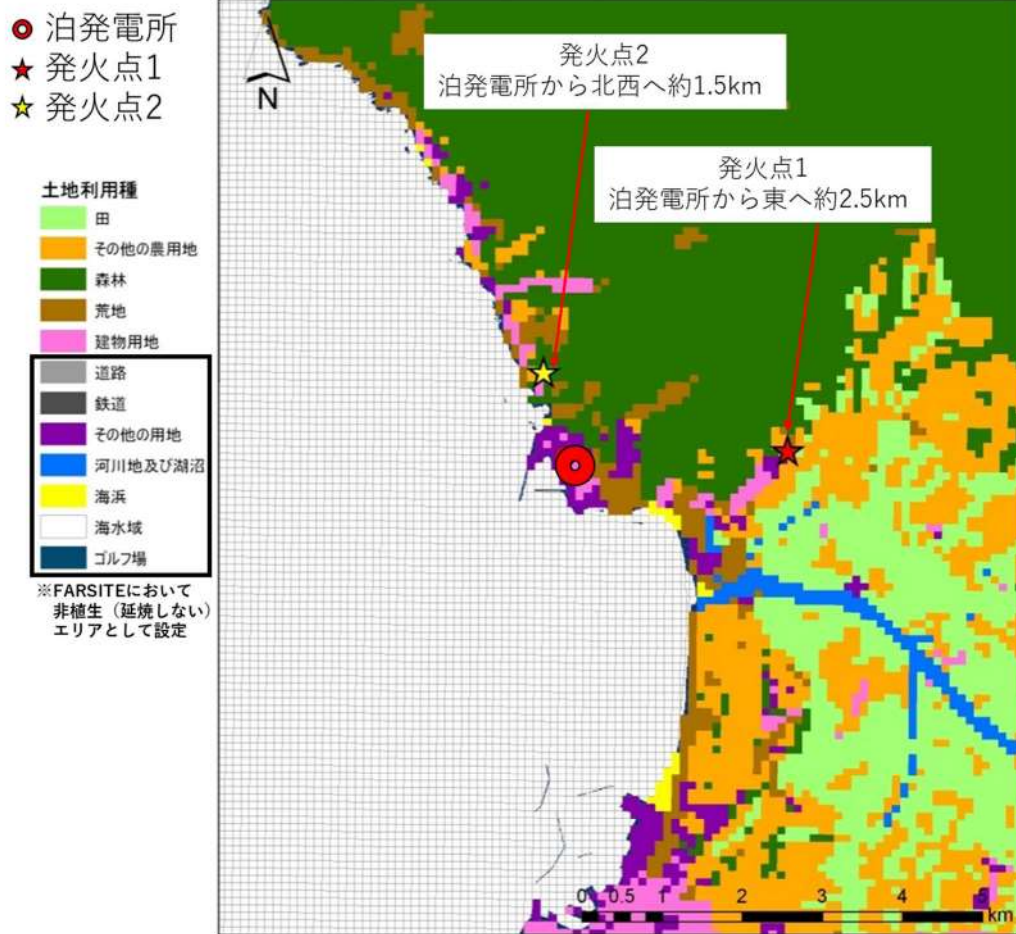 泊発電所
発火点1
発火点2
発火点2
泊発電所から北西へ約1.5km
発火点1
泊発電所から東へ約2.5km
N
土地利用種
田
その他の農用地
森林
荒地
建物用地
道路
鉄道
その他の用地
河川地及び湖沼
海浜
海水域
ゴルフ場
※FARSITEにおいて
非植生（延焼しない）
エリアとして設定
0 0.5 1 2 3 4 5
km